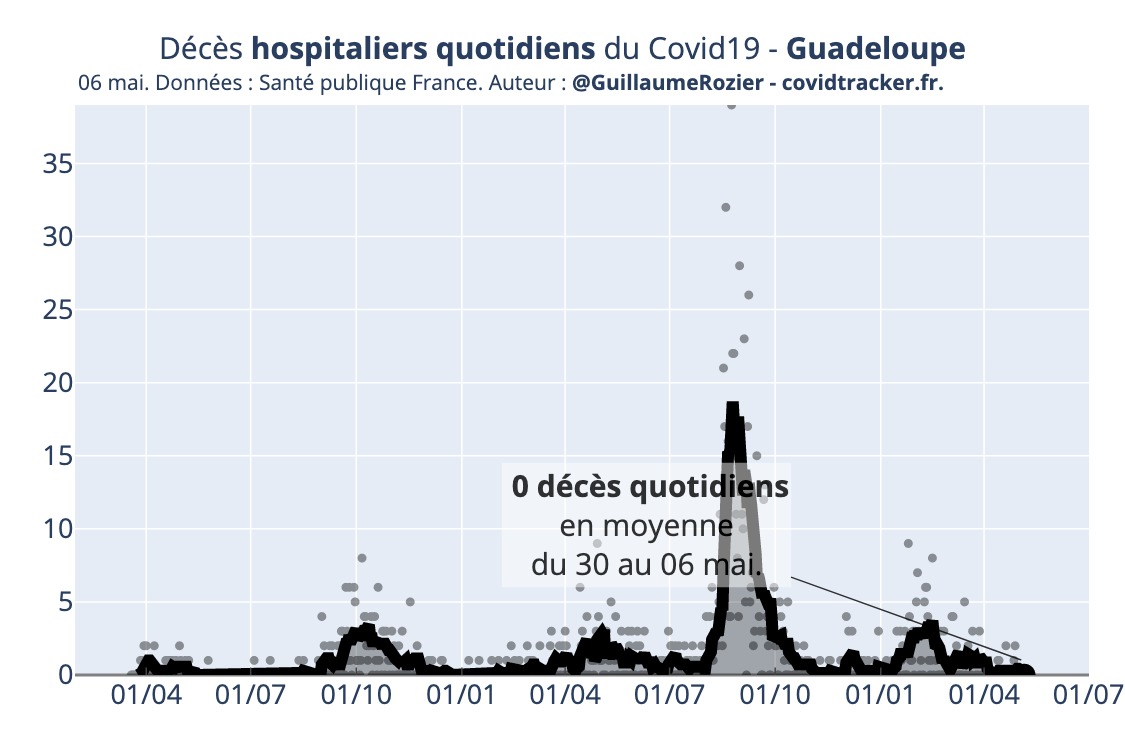 Décès hospitaliers quotidiens du Covid19 - Guadeloupe
06 mai. Données : Santé publique France. Auteur : @GuillaumeRozier - covidtracker.fr.
35
30
25
20
15
10
5
0
0 décès quotidiens
en moyenne
du 30 au 06 mai.
01/04 01/07 01/10 01/01 01/04 01/07 01/10 01/01 01/04 01/07